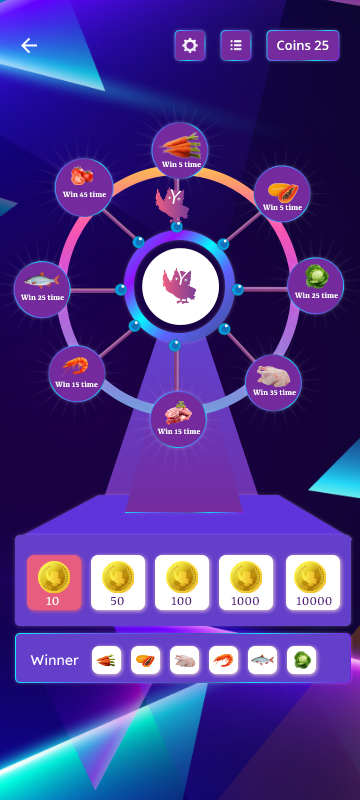 Coins 25
Win 5 time
Win 45 time
Win 5 time
Win 25 time
Win 25 time
Win 15 time
Win 35 time
Win 15 time
10
50
100
1000
10000
Winner